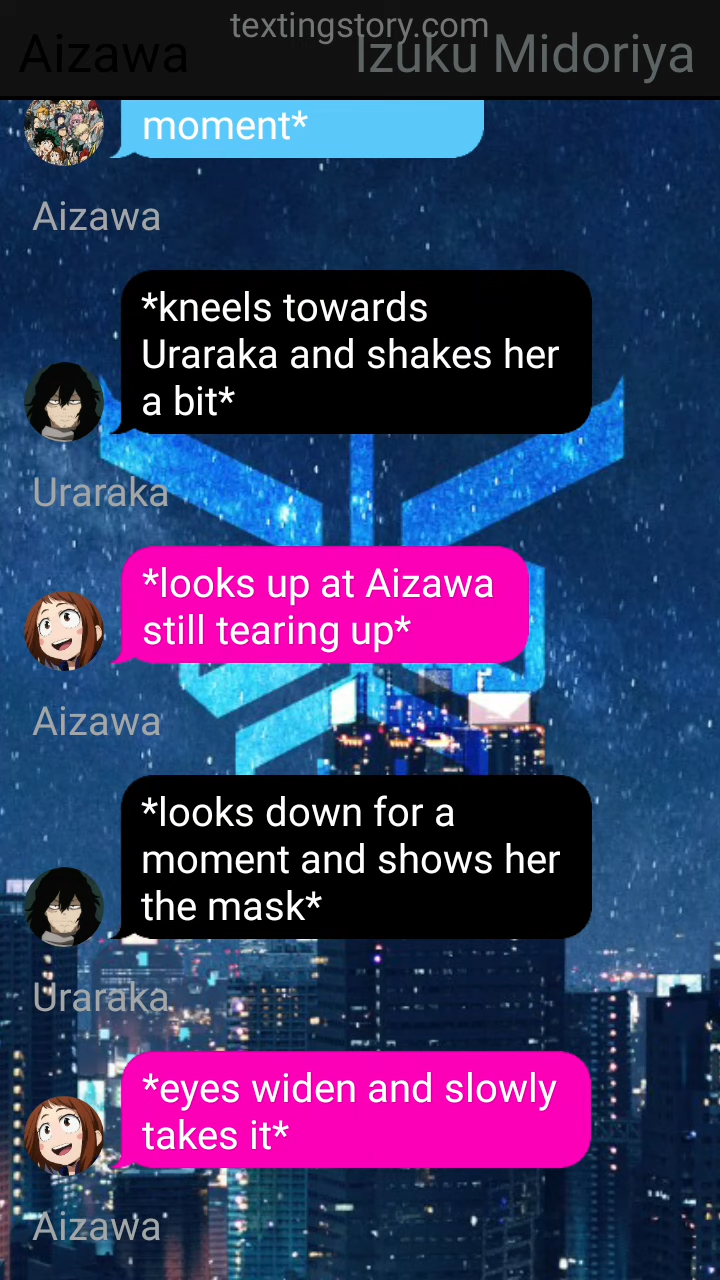 textingstory.com
Aizawa Izuku Midoriya
moment*
Aizawa
*kneels towards
Uraraka and shakes her
a bit*
Uraraka
*looks up at Aizawa
still tearing up*
Aizawa
*looks down for a
moment and shows her
the mask*
Uraraka
*eyes widen and slowly
takes it*
Aizawa